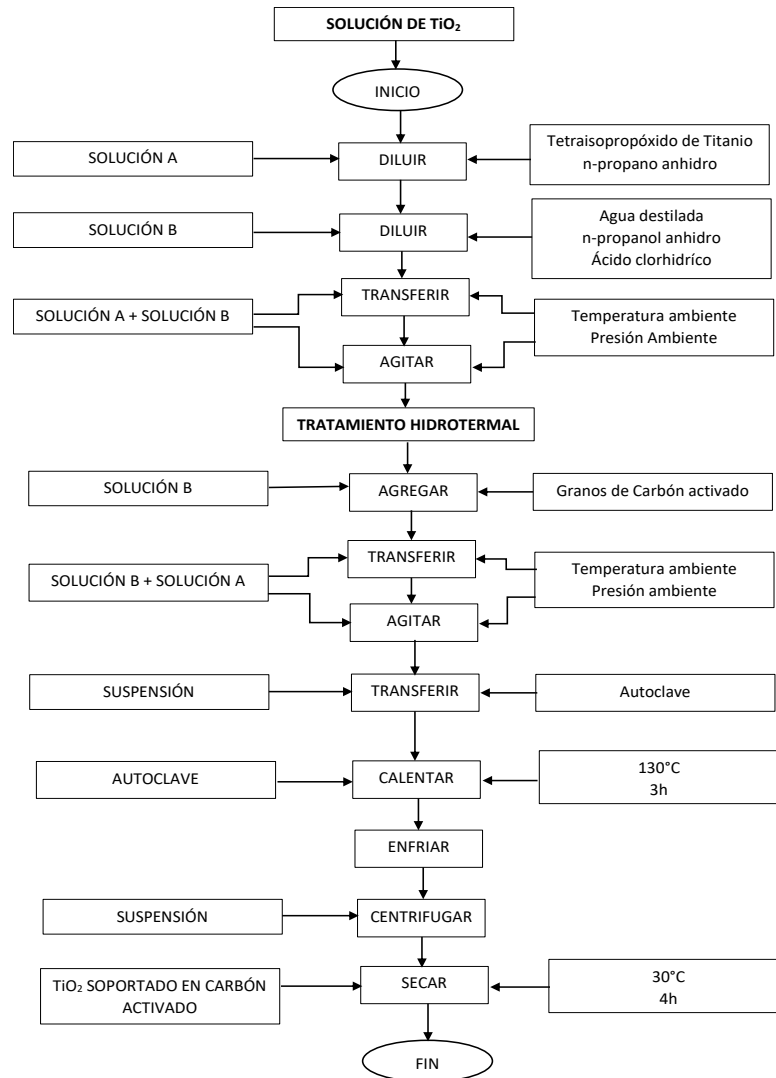 SOLUCIÓN DE TiO₂
INICIO
SOLUCIÓN A
DILUIR
Tetraisopropóxido de Titanio
n-propano anhidro
SOLUCIÓN B
DILUIR
Agua destilada
n-propanol anhidro
Ácido clorhidríco
SOLUCIÓN A + SOLUCIÓN B
TRANSFERIR
Temperatura ambiente
Presión Ambiente
AGITAR
TRATAMIENTO HIDROTERMAL
SOLUCIÓN B
AGREGAR
Granos de Carbón activado
SOLUCIÓN B + SOLUCIÓN A
TRANSFERIR
Temperatura ambiente
Presión ambiente
AGITAR
SUSPENSIÓN
TRANSFERIR
Autoclave
AUTOCLAVE
CALENTAR
130°C
3h
ENFRIAR
SUSPENSIÓN
CENTRIFUGAR
TiO₂ SOPORTADO EN CARBÓN
ACTIVADO
SECAR
30°C
4h
FIN